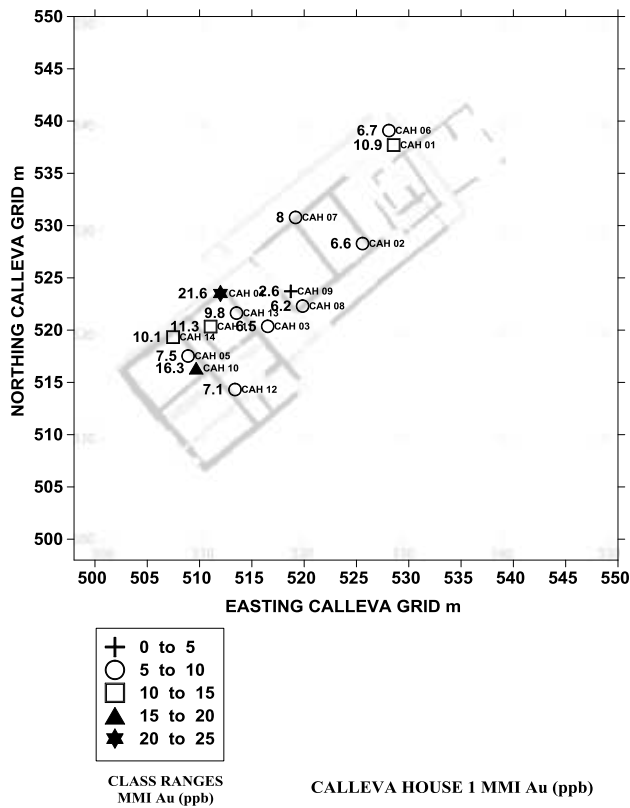 550
545
540
535
530
525
520
515
510
505
500
NORTHING CALLEVA GRID m
6.7 CAH 06
10.9 CAH 01
8 CAH 07
6.6 CAH 02
21.6 CAH
2.6 CAH 09
6.2 CAH 08
9.8 CAH 13
11.3 CAH
6.5 CAH 03
10.1 CAH 14
7.5 CAH 05
16.3 CAH 10
7.1 CAH 12
500 505 510 515 520 525 530 535 540 545 550
EASTING CALLEVA GRID m
0 to 5
5 to 10
10 to 15
15 to 20
20 to 25
CLASS RANGES
MMI Au (ppb)
CALLEVA HOUSE 1 MMI Au (ppb)